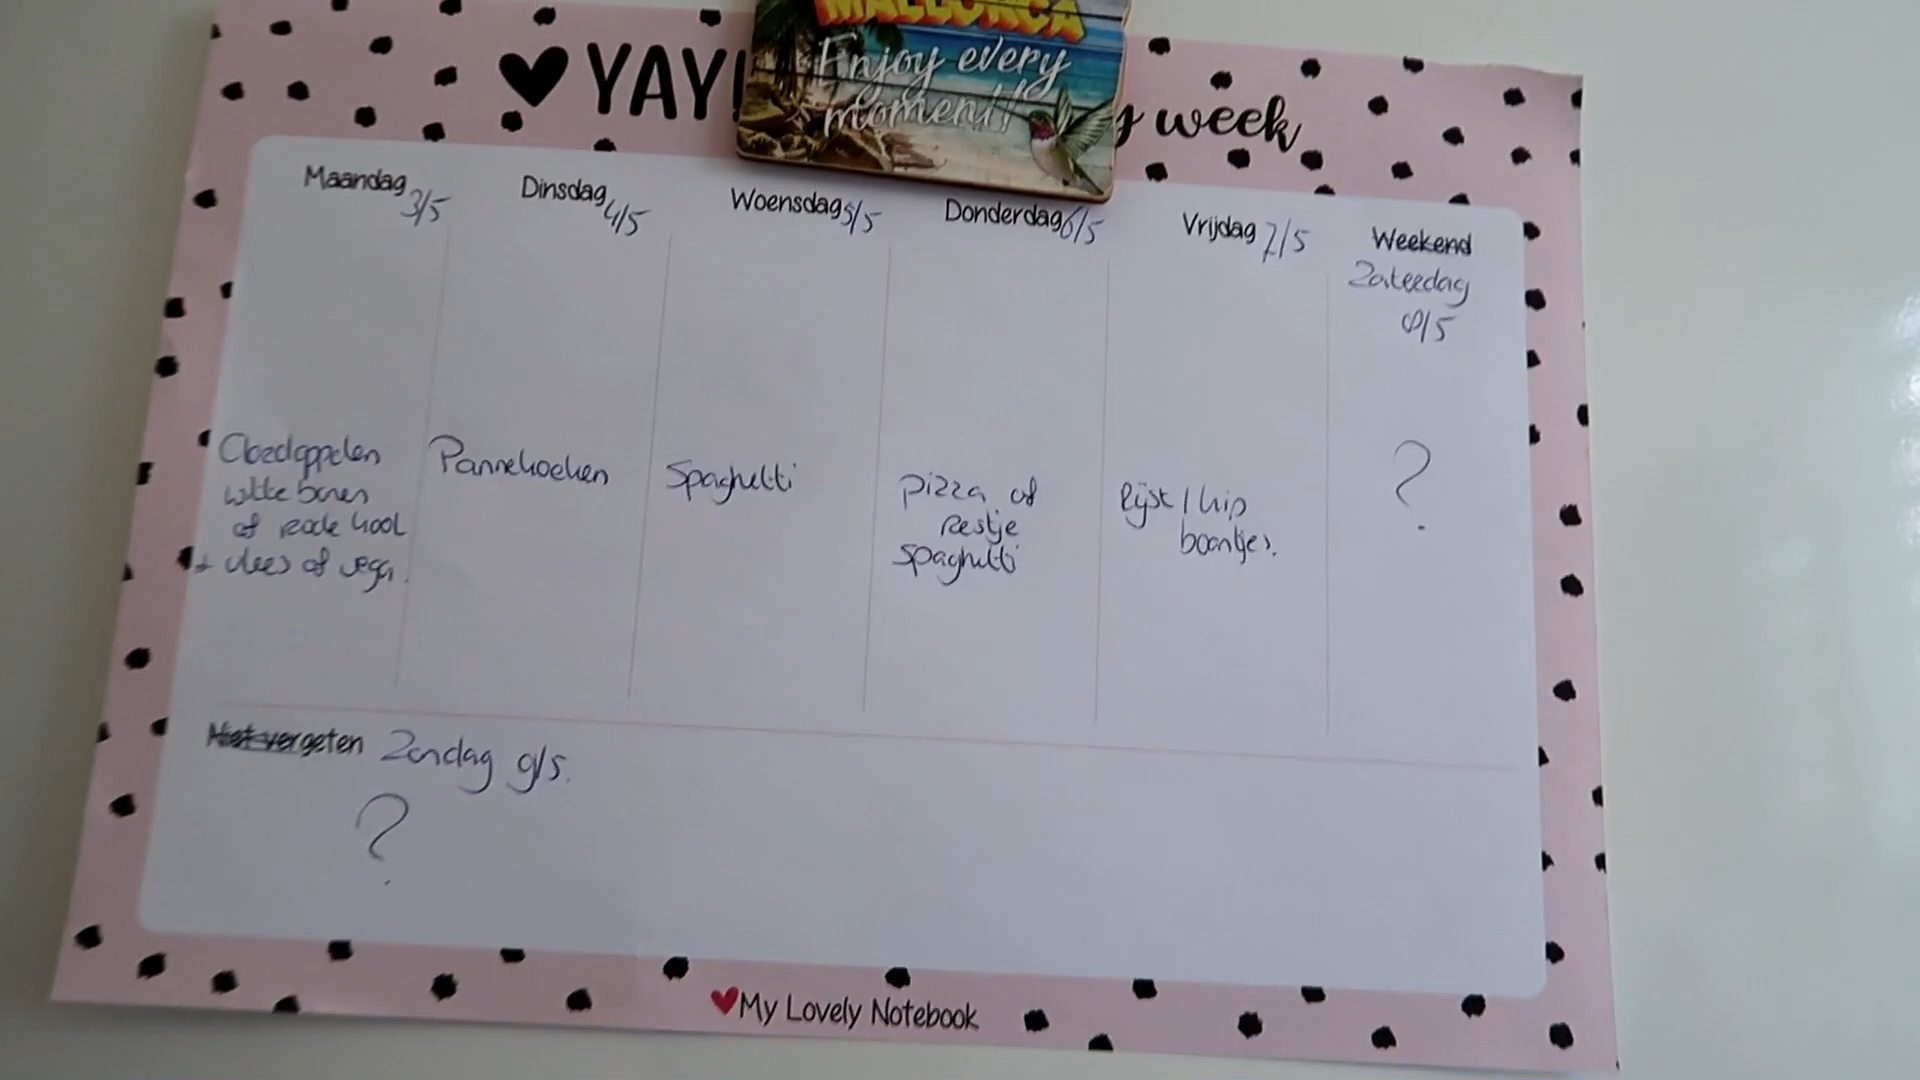 MALLORCA
Enjoy every
moment!!
YAY!
week
Maandag 3/5
Dinsdag 4/5
Woensdag 5/5
Donderdag 6/5
Vrijdag 7/5
Weekend
Zaterdag
8/5
aardappelen
witte bonen
of rode kool
+ vlees of vega.
Pannekoeken
Spaghetti
pizza of
restje
spaghetti
Rijst / kip
boontjes.
?
Niet vergeten Zondag 9/5.
?
My Lovely Notebook